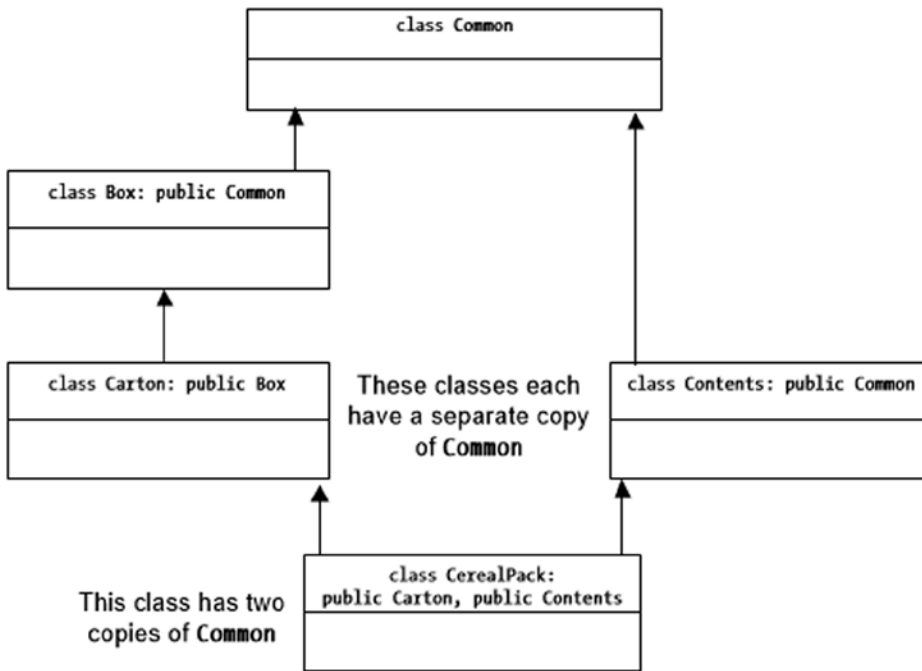 class Common
class Box: public Common
class Carton: public Box
These classes each
have a separate copy
of Common
class Contents: public Common
class CerealPack:
public Carton, public Contents
This class has two
copies of Common